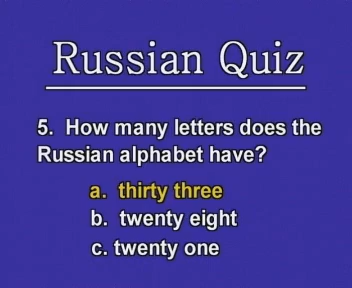 Russian Quiz
5. How many letters does the
Russian alphabet have?
a. thirty three
b. twenty eight
c. twenty one